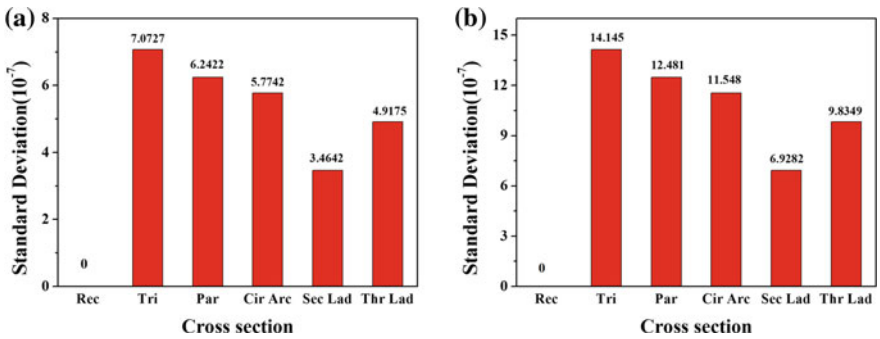 (a)
Standard Deviation(10⁻⁷)
8
6
4
2
0
0
7.0727
6.2422
5.7742
3.4642
4.9175
Rec Tri Par Cir Arc Sec Lad Thr Lad
Cross section
(b)
Standard Deviation(10⁻⁷)
15
12
9
6
3
0
0
14.145
12.481
11.548
6.9282
9.8349
Rec Tri Par Cir Arc Sec Lad Thr Lad
Cross section